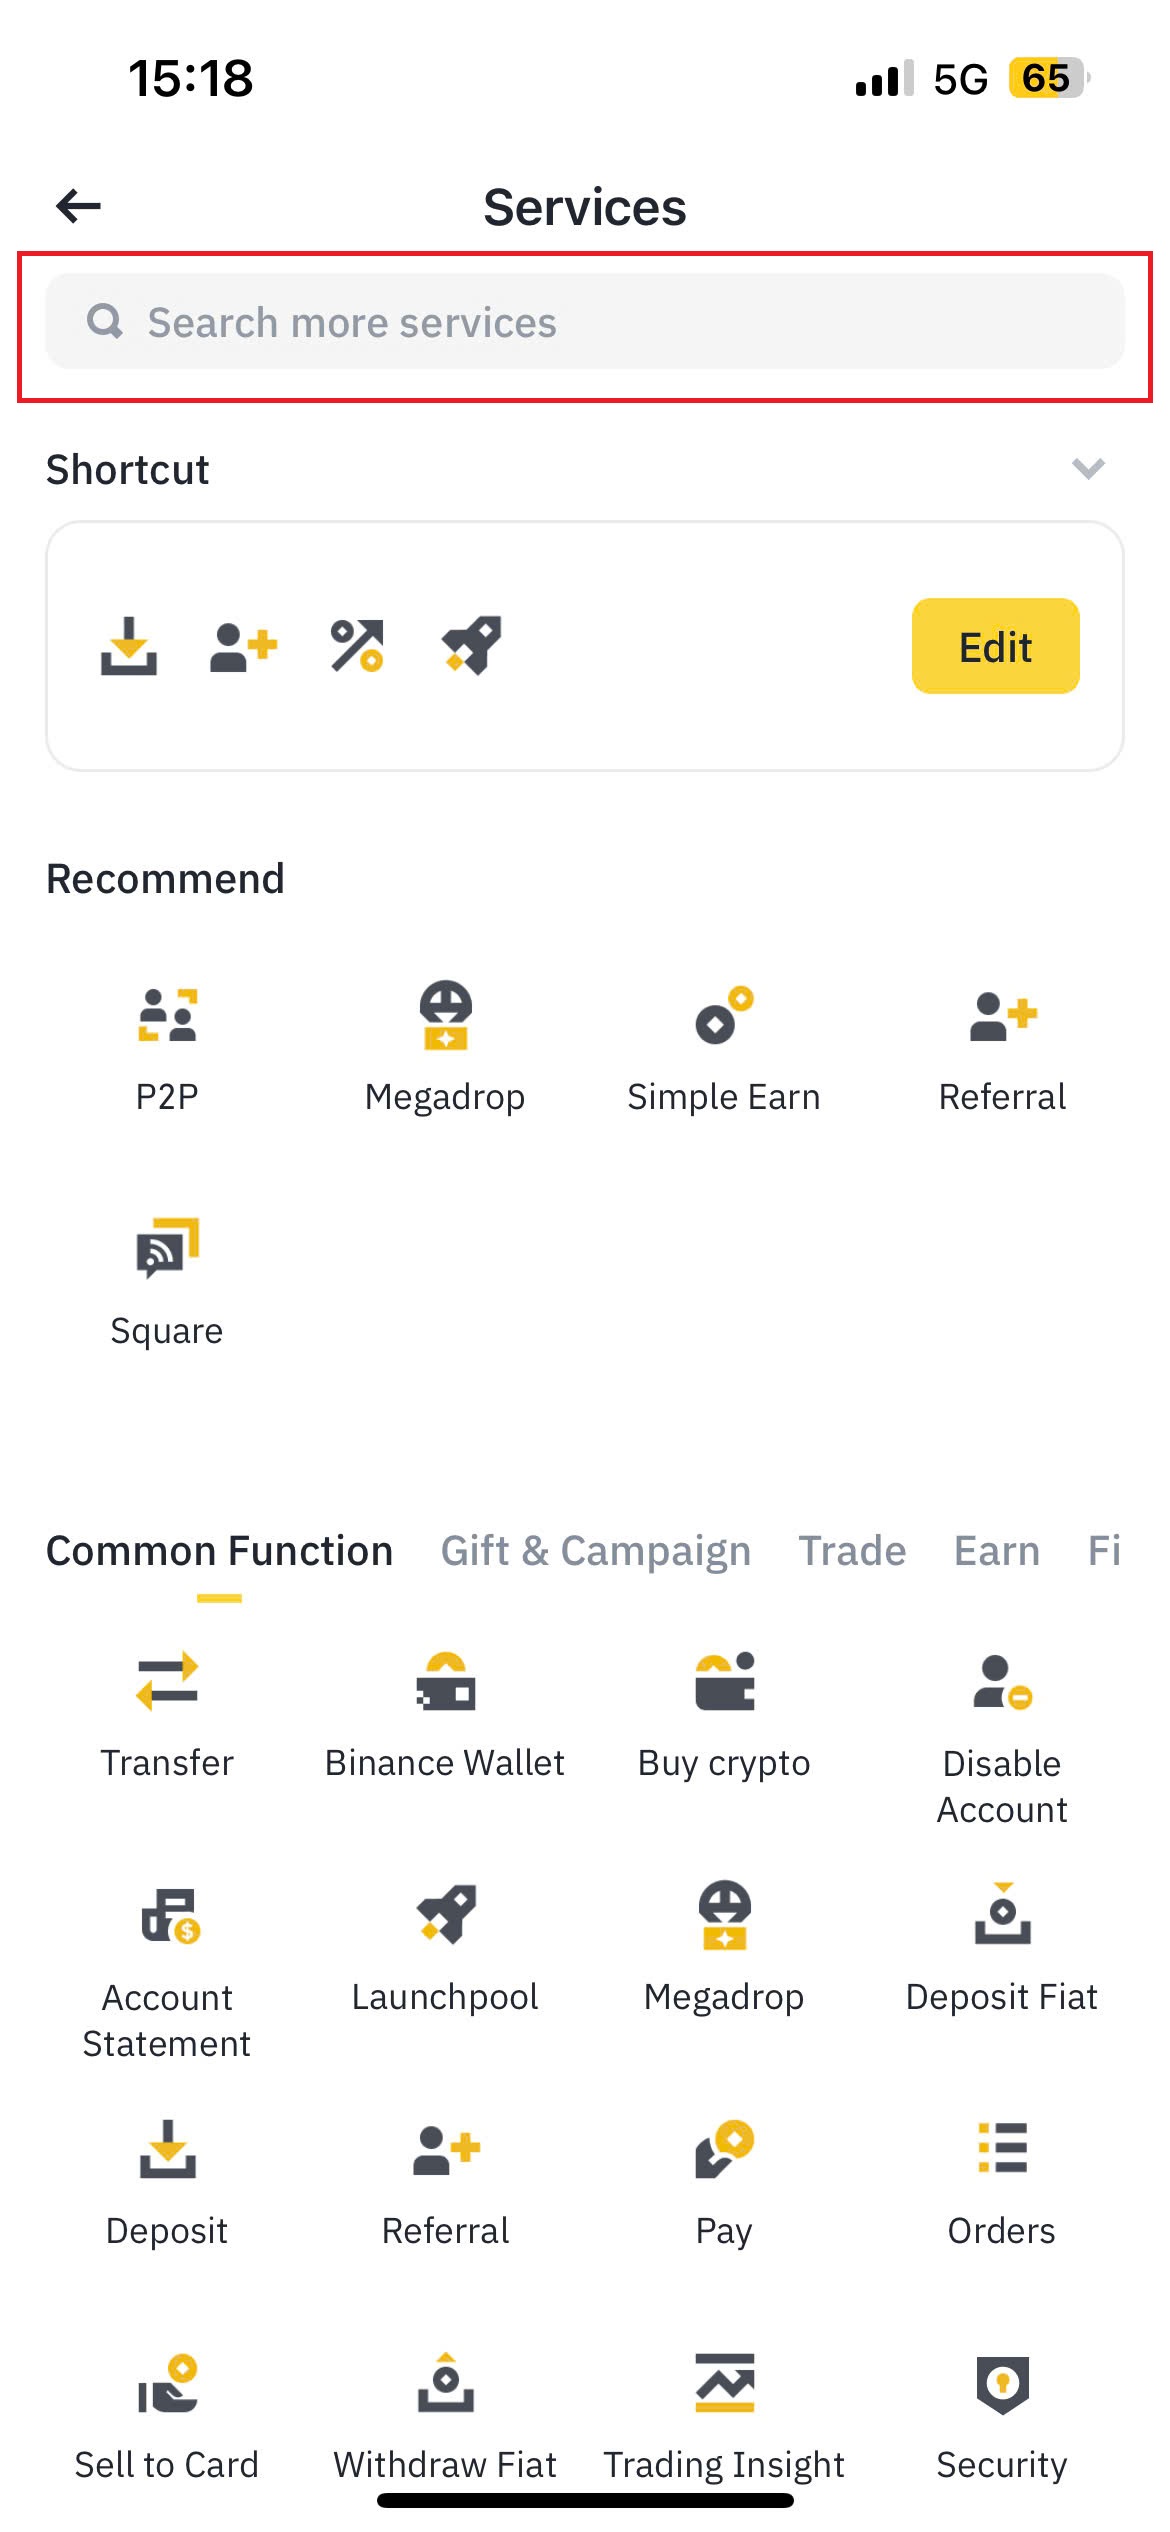 15:18 5G 65
Services
Search more services
Shortcut
Edit
Recommend
P2P Megadrop Simple Earn Referral
Square
Common Function Gift & Campaign Trade Earn Fi
Transfer Binance Wallet Buy crypto Disable
Account
Account Launchpool Megadrop Deposit Fiat
Statement
Deposit Referral Pay Orders
Sell to Card Withdraw Fiat Trading Insight Security